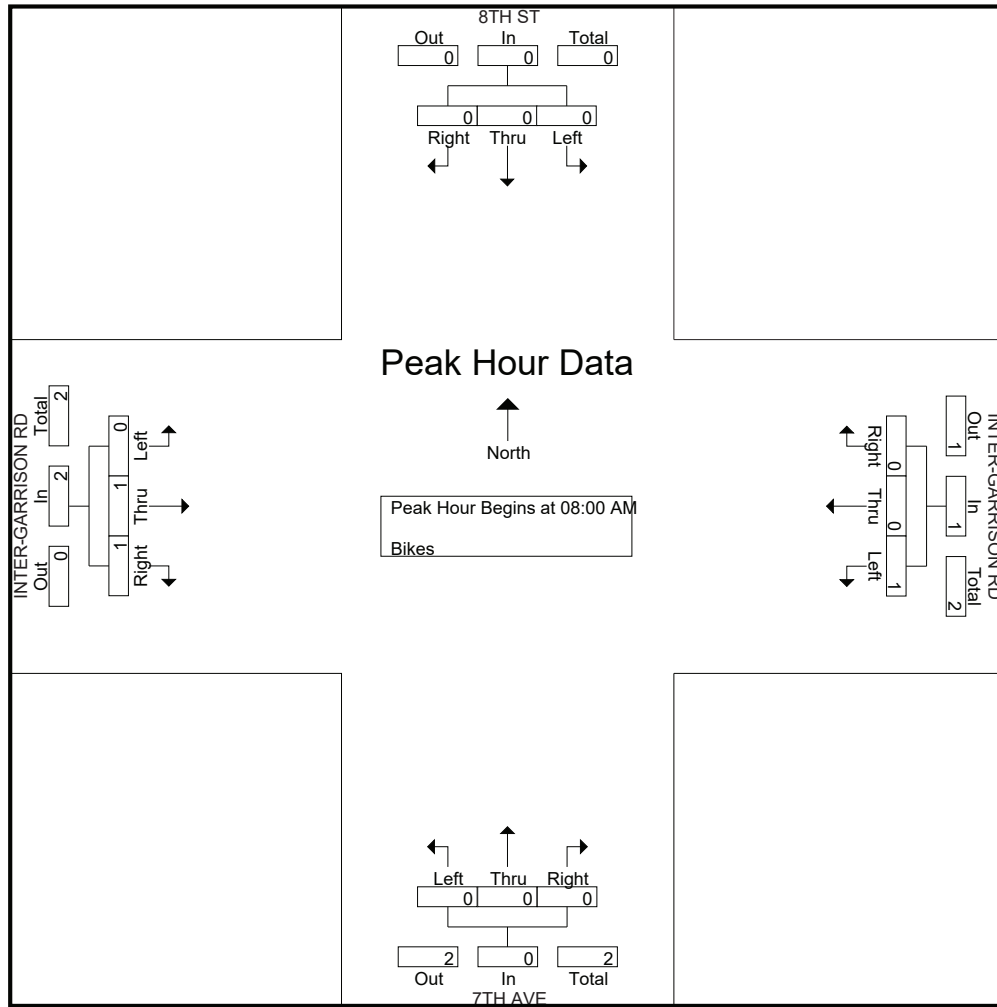 8TH ST
Out In Total
0 0 0
0 0 0
Right Thru Left
Peak Hour Data
North
Peak Hour Begins at 08:00 AM
Bikes
INTER-GARRISON RD
Out In Total
0 2 2
1 1 0
Right Thru Left
INTER-GARRISON RD
Out In Total
1 1 2
0 0 1
Right Thru Left
Left Thru Right
0 0 0
2 0 2
Out In Total
7TH AVE